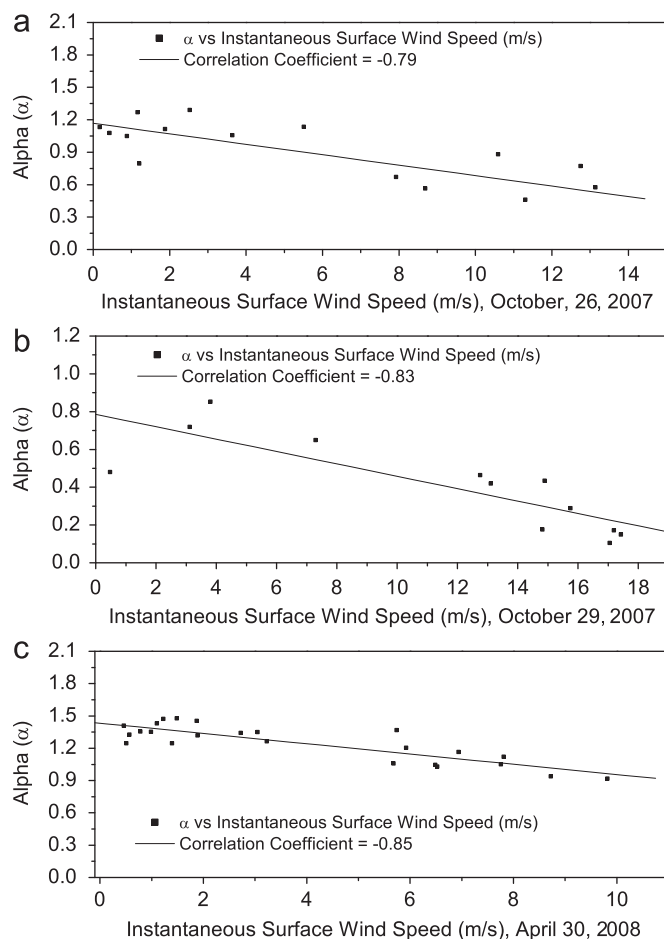 a
2.1
1.8
1.5
1.2
0.9
0.6
0.3
0.0
Alpha (α)
α vs Instantaneous Surface Wind Speed (m/s)
Correlation Coefficient = -0.79
0 2 4 6 8 10 12 14
Instantaneous Surface Wind Speed (m/s), October, 26, 2007
b
1.2
1.0
0.8
0.6
0.4
0.2
0.0
Alpha (α)
α vs Instantaneous Surface Wind Speed (m/s)
Correlation Coefficient = -0.83
0 2 4 6 8 10 12 14 16 18
Instantaneous Surface Wind Speed (m/s), October 29, 2007
c
2.1
1.8
1.5
1.2
0.9
0.6
0.3
0.0
Alpha (α)
α vs Instantaneous Surface Wind Speed (m/s)
Correlation Coefficient = -0.85
0 2 4 6 8 10
Instantaneous Surface Wind Speed (m/s), April 30, 2008